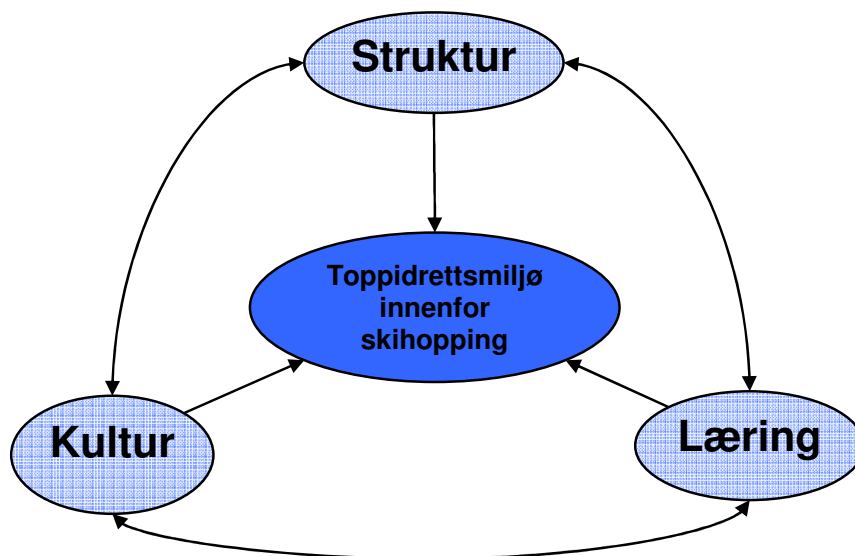 Struktur
Toppidrettsmiljø
innenfor
skihopping
Kultur
Læring